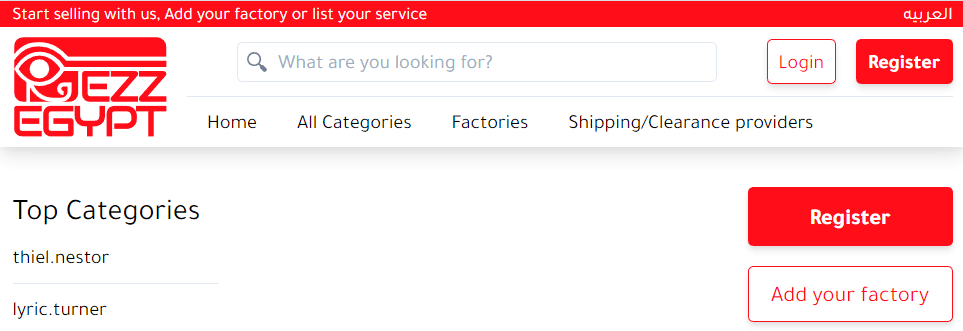 Start selling with us, Add your factory or list your service
العربيه
JEZZ
EGYPT
What are you looking for?
Login
Register
Home
All Categories
Factories
Shipping/Clearance providers
Top Categories
Register
thiel.nestor
Add your factory
lyric.turner